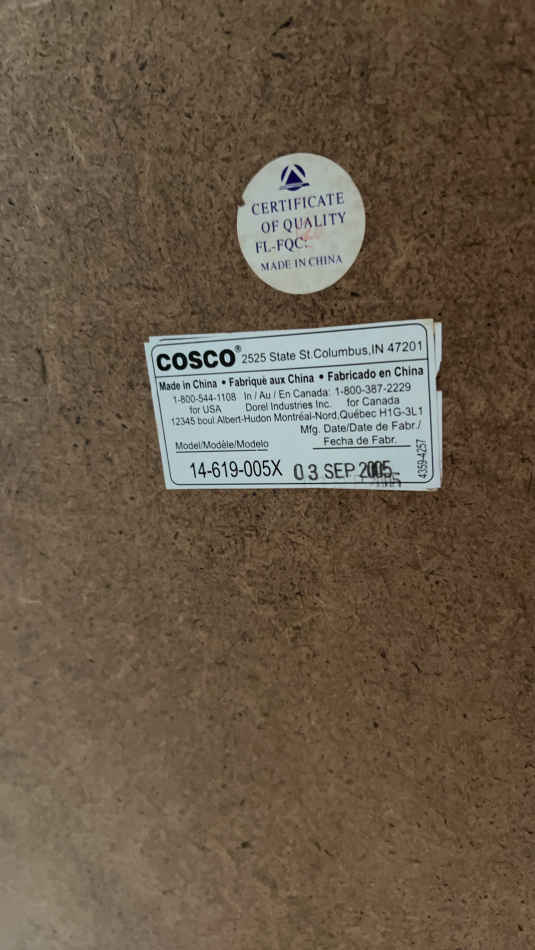 CERTIFICATE
OF QUALITY
FL-FQC:
MADE IN CHINA
COSCO® 2525 State St.Columbus,IN 47201
Made in China • Fabriqué aux China • Fabricado en China
1-800-544-1108 In / Au / En Canada: 1-800-387-2229
for USA Dorel Industries Inc. for Canada
12345 boul.Albert-Hudon Montréal-Nord,Québec H1G-3L1
Mfg. Date/Date de Fabr./
Model/Modèle/Modelo Fecha de Fabr.
14-619-005X 03 SEP 2005
4359-4257